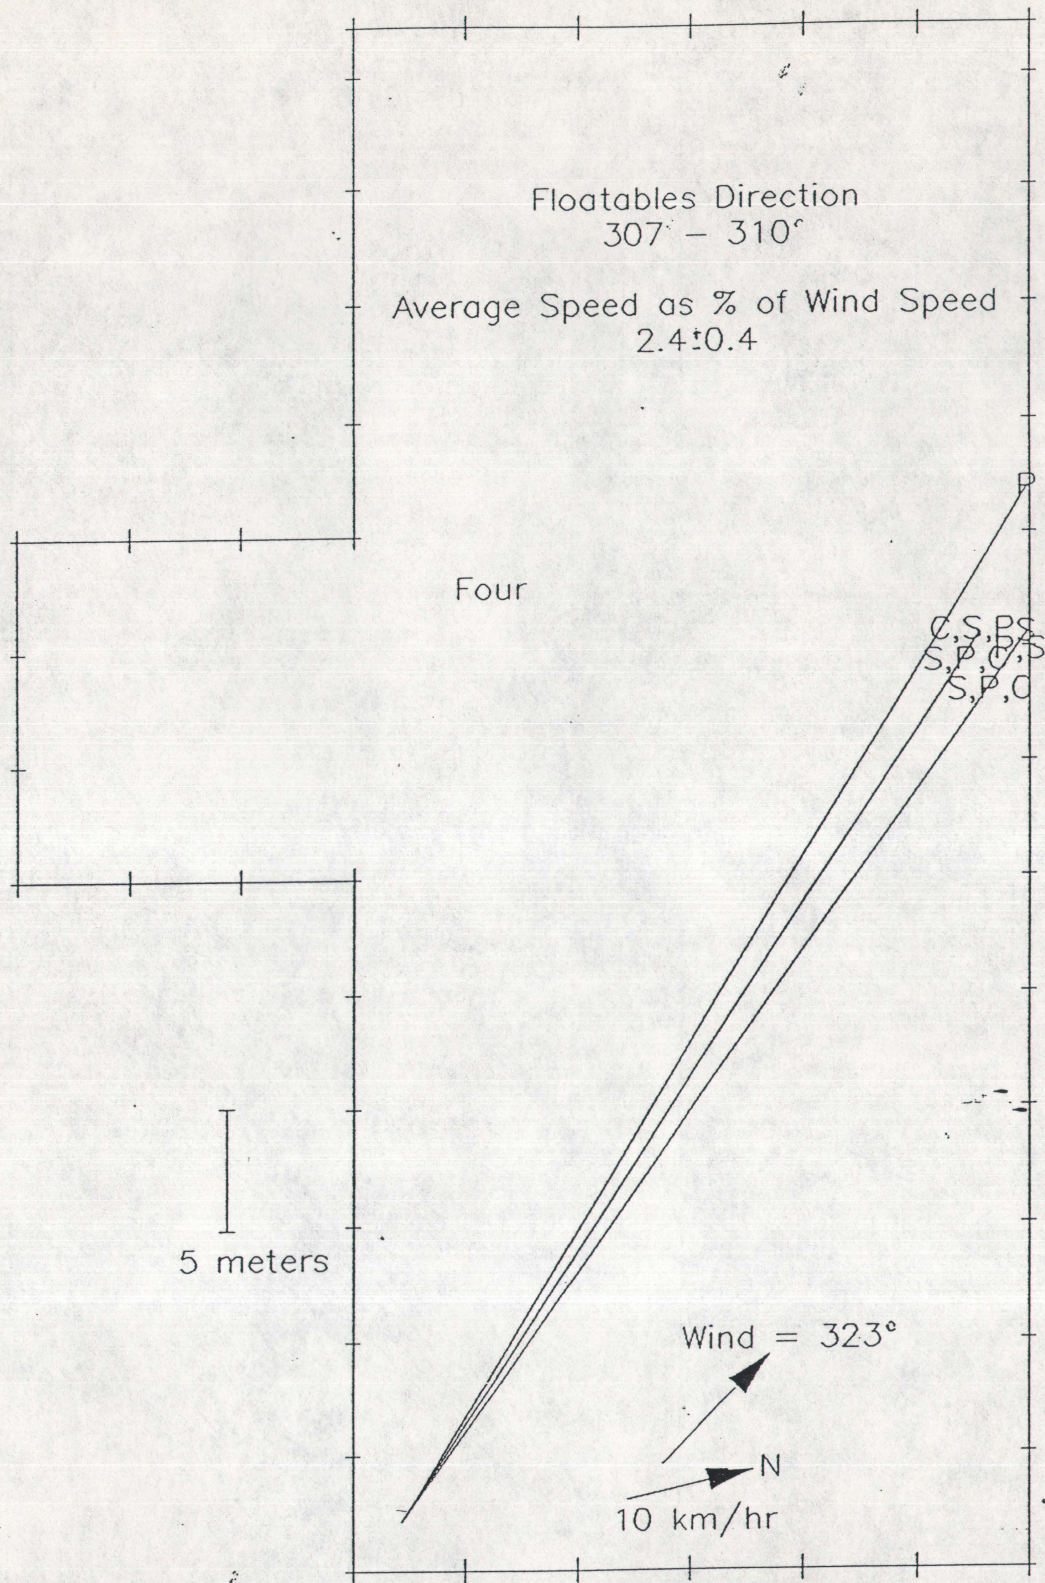 Floatables Direction
307 – 310°
Average Speed as % of Wind Speed
2.4±0.4
P
Four
C,S,PS
P,S
S,P,C
S,P,C
5 meters
Wind = 323°
N
10 km/hr